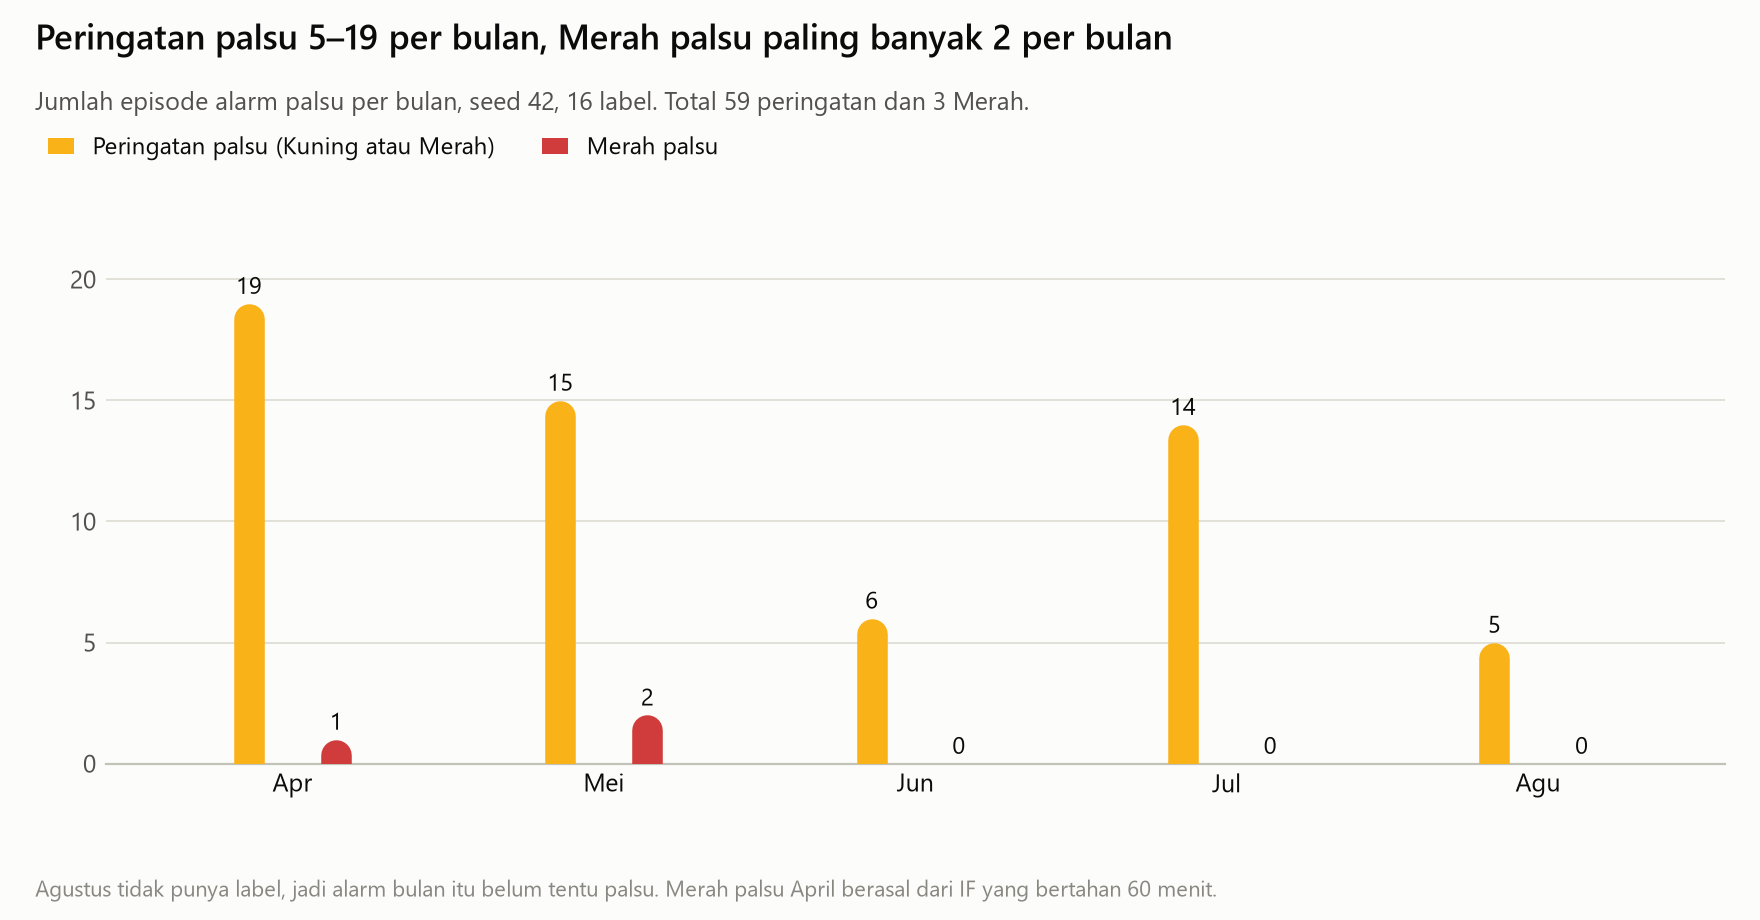 Peringatan palsu 5–19 per bulan, Merah palsu paling banyak 2 per bulan
Jumlah episode alarm palsu per bulan, seed 42, 16 label. Total 59 peringatan dan 3 Merah.
Peringatan palsu (Kuning atau Merah) Merah palsu
20
19
15
15
14
10
6
5
5
2
1
0 0 0
0
Apr Mei Jun Jul Agu
Agustus tidak punya label, jadi alarm bulan itu belum tentu palsu. Merah palsu April berasal dari IF yang bertahan 60 menit.